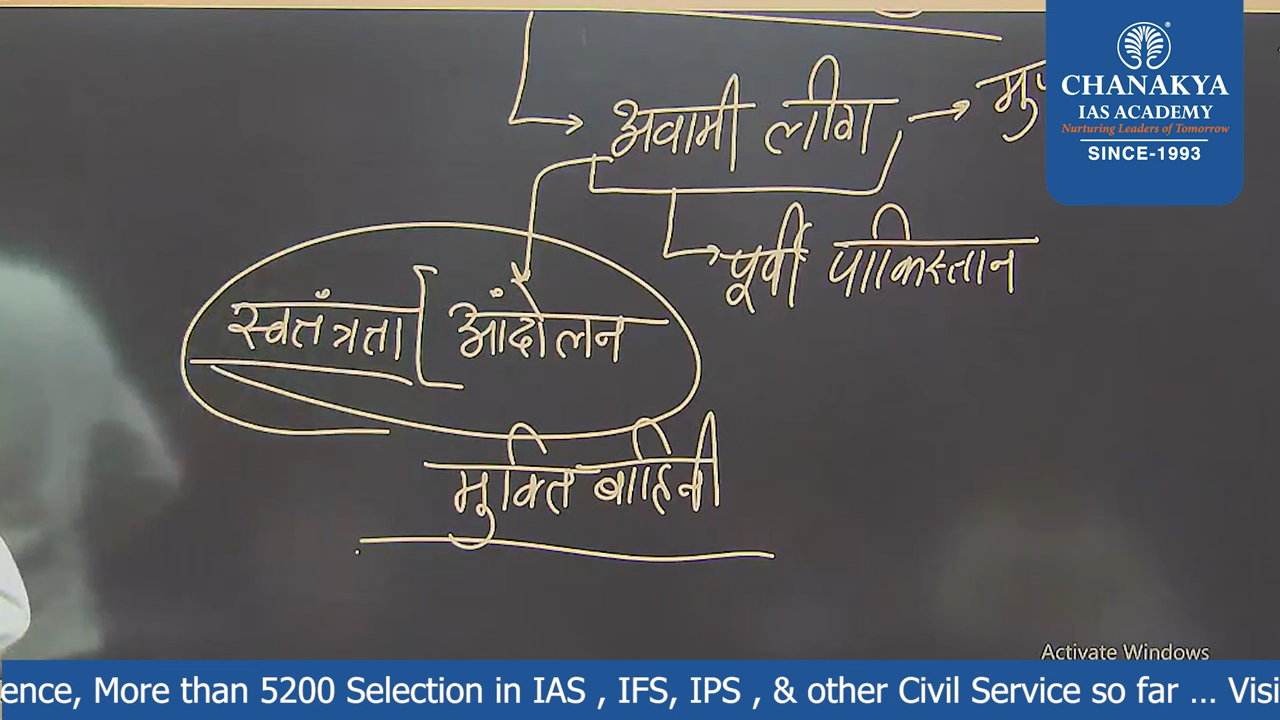 अवामी लीग →
CHANAKYA
IAS ACADEMY
Nurturing Leaders of Tomorrow
SINCE-1993
पूर्वी पाकिस्तान
स्वतंत्रता आंदोलन
मुक्ति बाहिनी
Activate Windows
ence, More than 5200 Selection in IAS , IFS, IPS , & other Civil Service so far ... Visi